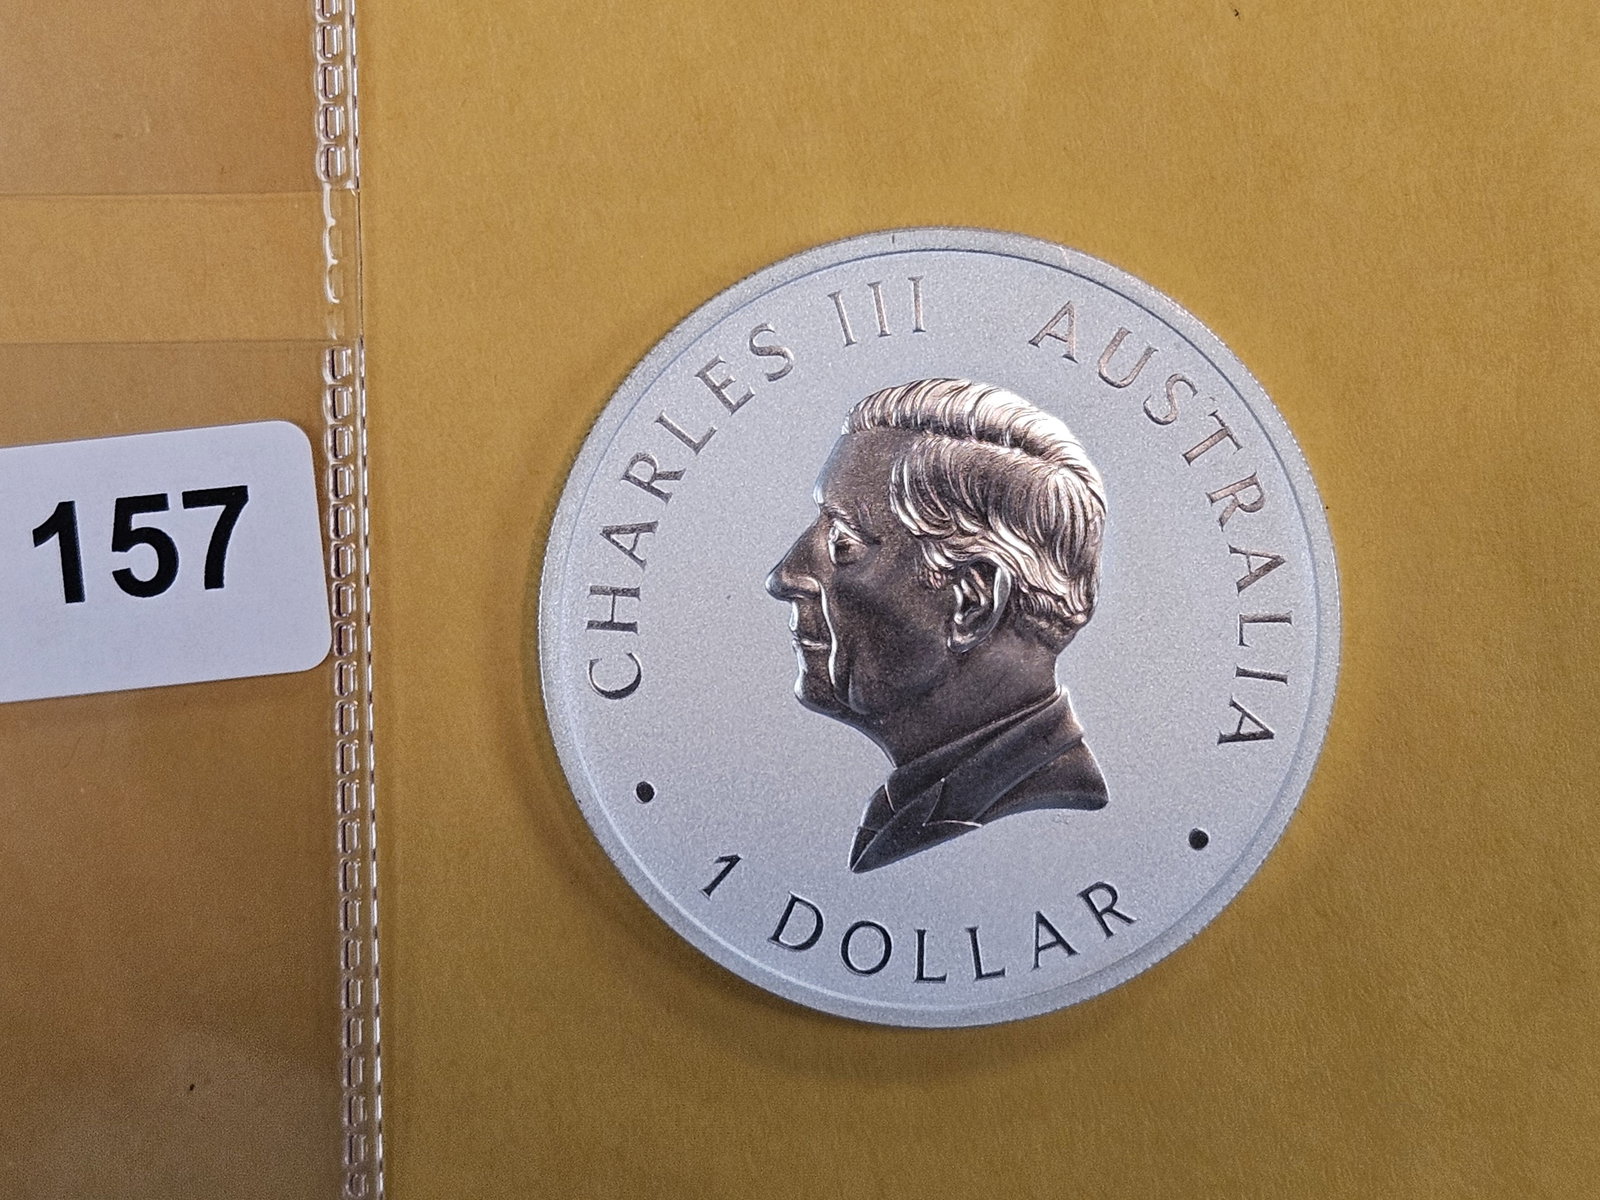 157
CHARLES III AUSTRALIA
• 1 DOLLAR •